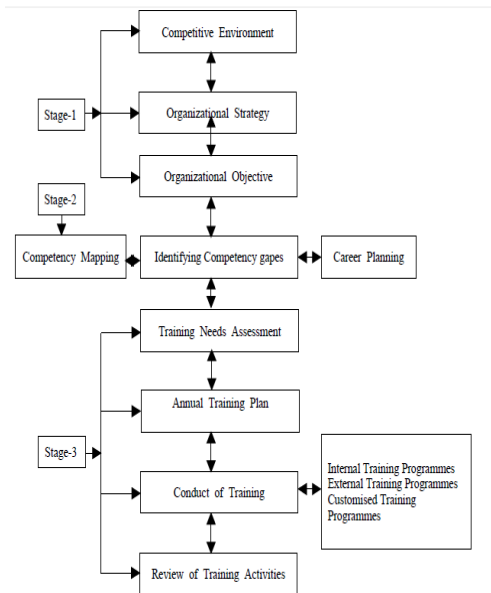 Competitive Environment
Stage-1
Organizational Strategy
Organizational Objective
Stage-2
Competency Mapping
Identifying Competency gapes
Career Planning
Training Needs Assessment
Annual Training Plan
Stage-3
Conduct of Training
Internal Training Programmes
External Training Programmes
Customised Training
Programmes
Review of Training Activities